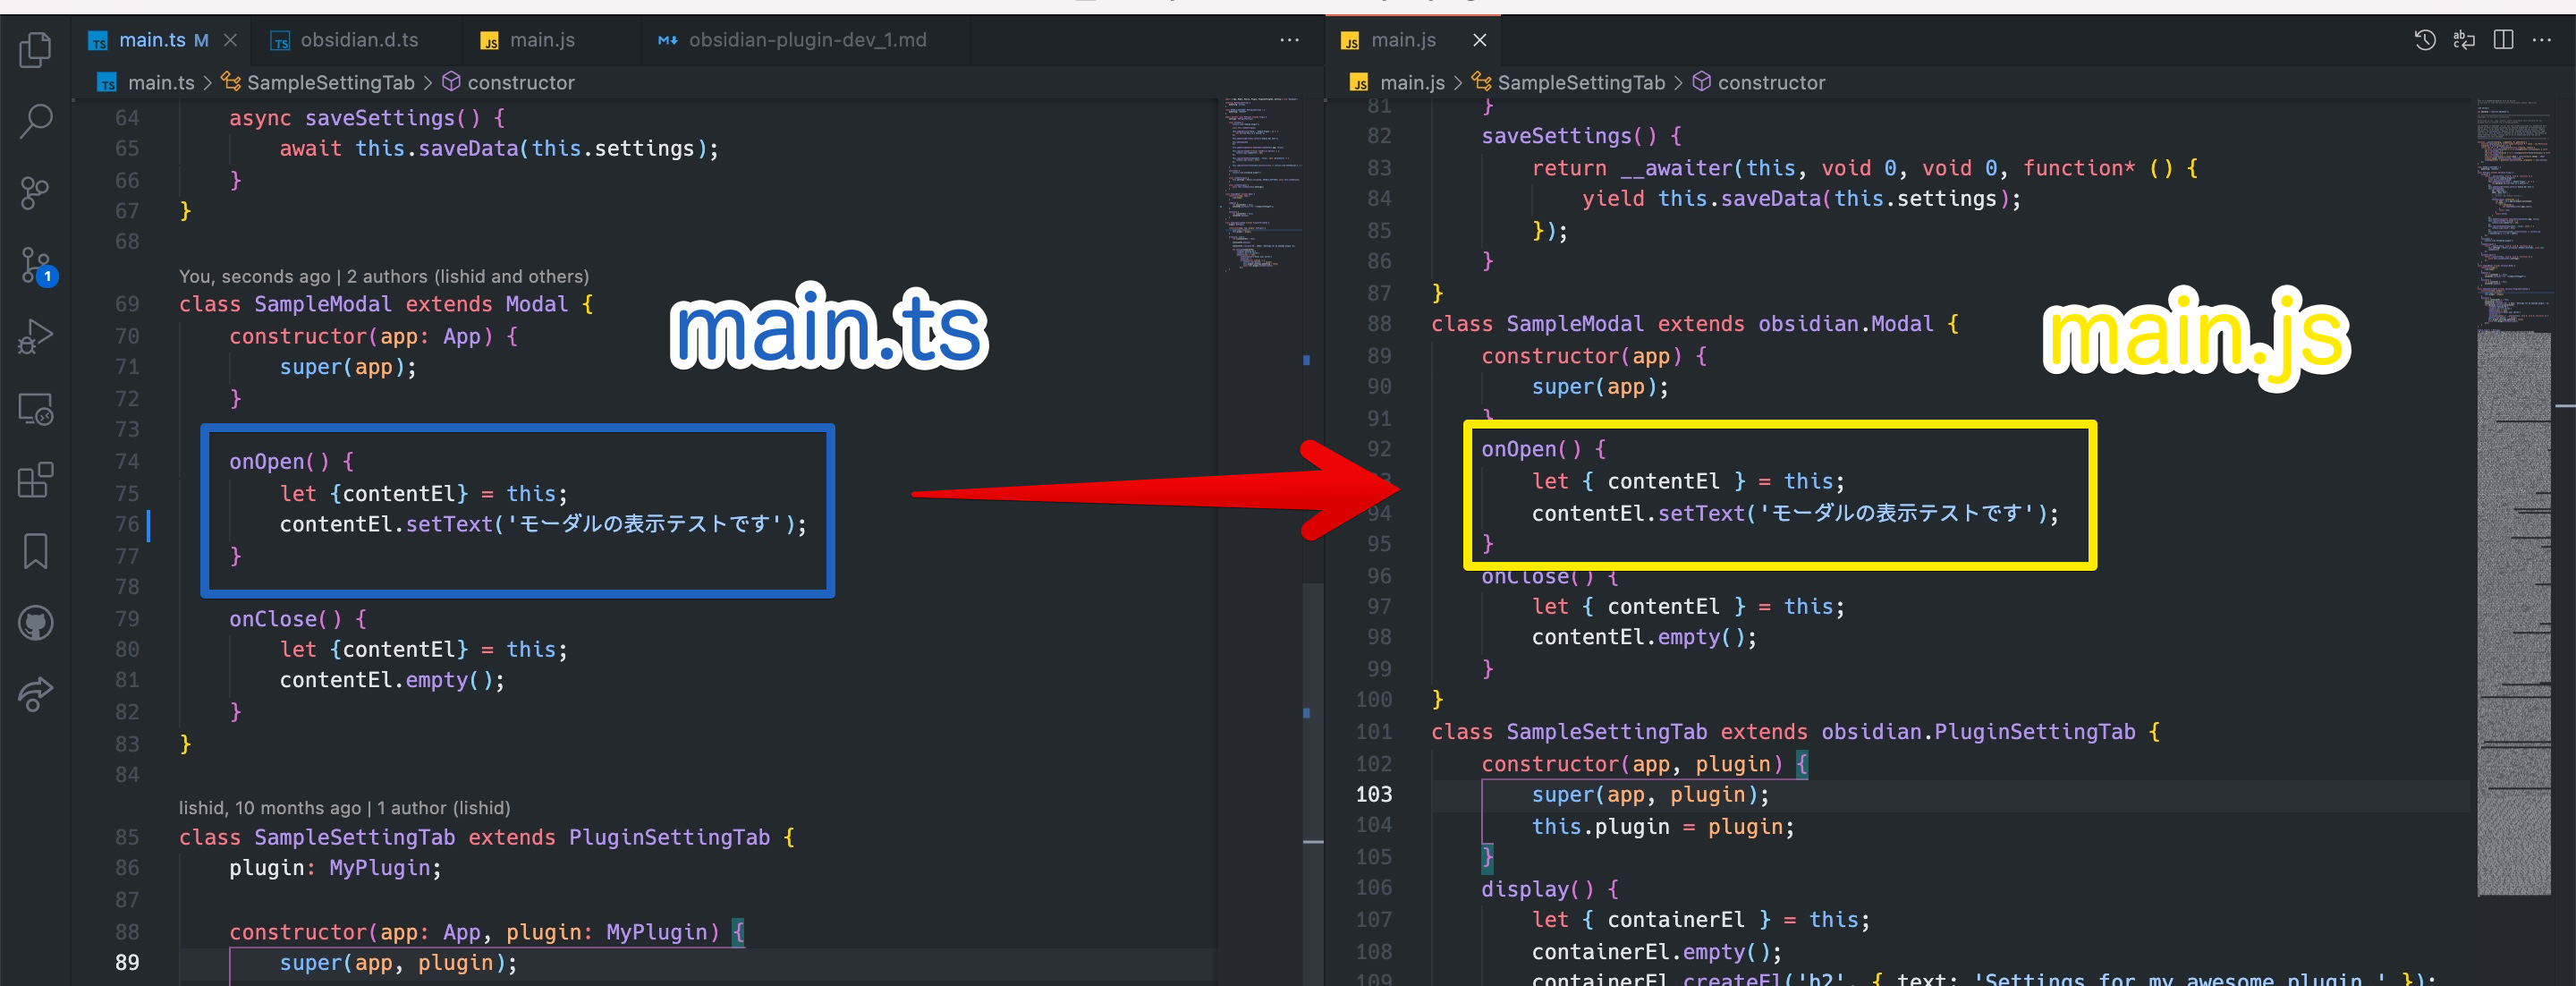 main.ts M
obsidian.d.ts
main.js
obsidian-plugin-dev_1.md
main.ts > SampleSettingTab > constructor
64 async saveSettings() {
65 await this.saveData(this.settings);
66 }
67 }
68
You, seconds ago | 2 authors (lishid and others)
69 class SampleModal extends Modal {
70 constructor(app: App) {
71 super(app);
72 }
73
74 onOpen() {
75 let {contentEl} = this;
76 contentEl.setText('モーダルの表示テストです');
77 }
78
79 onClose() {
80 let {contentEl} = this;
81 contentEl.empty();
82 }
83 }
84
lishid, 10 months ago | 1 author (lishid)
85 class SampleSettingTab extends PluginSettingTab {
86 plugin: MyPlugin;
87
88 constructor(app: App, plugin: MyPlugin) {
89 super(app, plugin);
main.ts
1
main.js
main.js > SampleSettingTab > constructor
81 }
82 saveSettings() {
83 return __awaiter(this, void 0, void 0, function* () {
84 yield this.saveData(this.settings);
85 });
86 }
87 }
88 class SampleModal extends obsidian.Modal {
89 constructor(app) {
90 super(app);
91 }
92 onOpen() {
let { contentEl } = this;
94 contentEl.setText('モーダルの表示テストです');
95 }
96 onClose() {
97 let { contentEl } = this;
98 contentEl.empty();
99 }
100 }
101 class SampleSettingTab extends obsidian.PluginSettingTab {
102 constructor(app, plugin) {
103 super(app, plugin);
104 this.plugin = plugin;
105 }
106 display() {
107 let { containerEl } = this;
108 containerEl.empty();
109 containerEl.createEl('h2', { text: 'Settings for my awesome plugin.' });
main.js